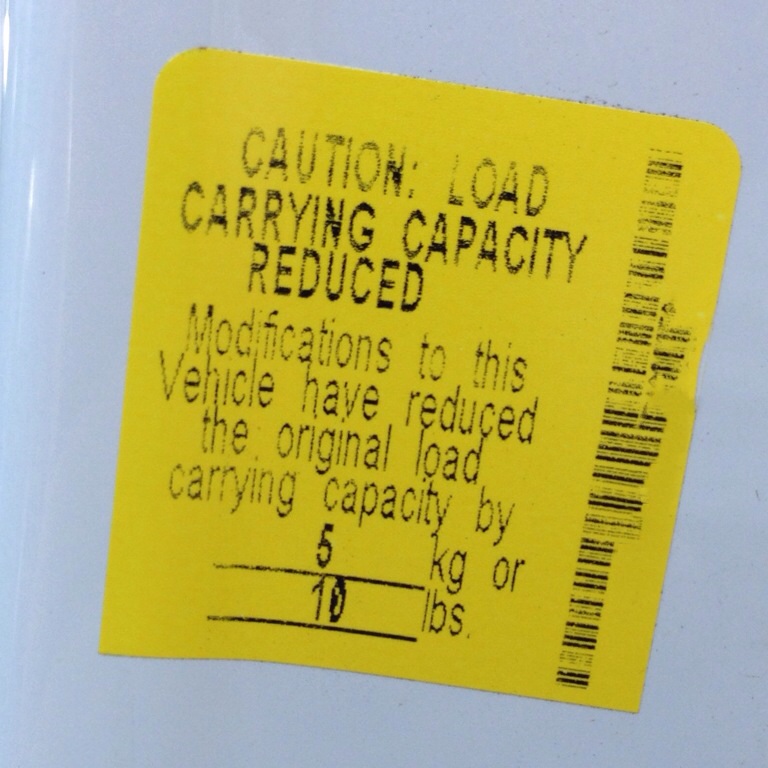 CAUTION: LOAD
CARRYING CAPACITY
REDUCED
Modifications to this
Vehicle have reduced
the original load
carrying capacity by
5 kg or
10 lbs.